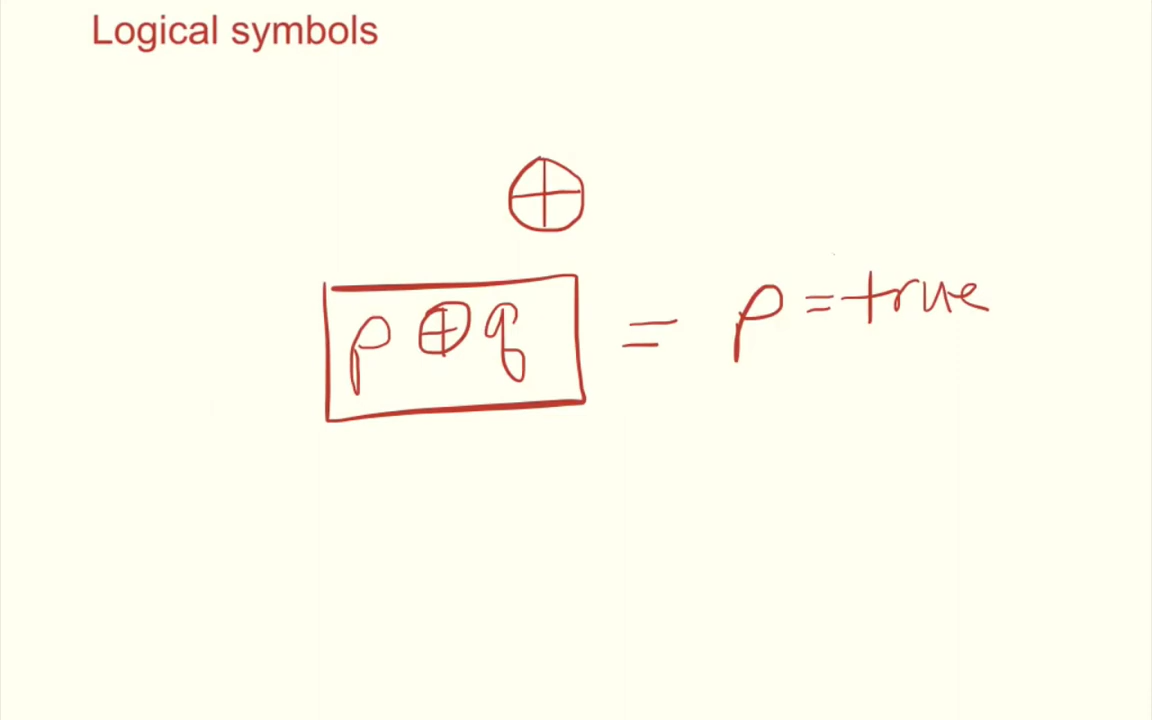 Logical symbols
⊕
p ⊕ q = p = true